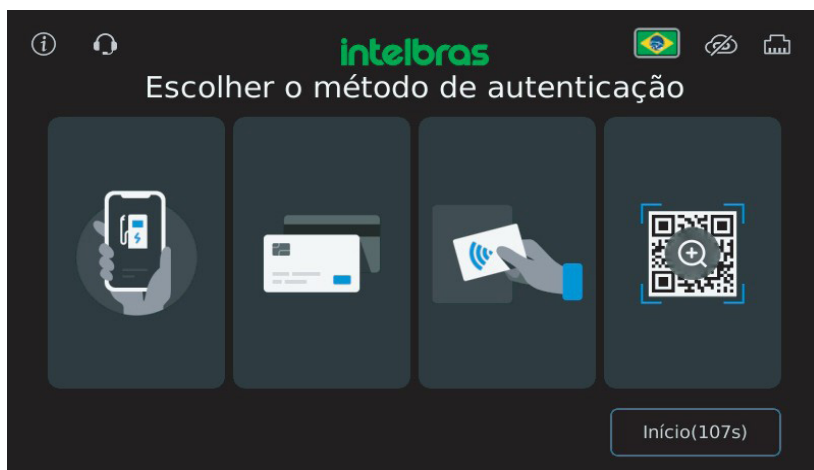 intelbras
Escolher o método de autenticação
Início(107s)